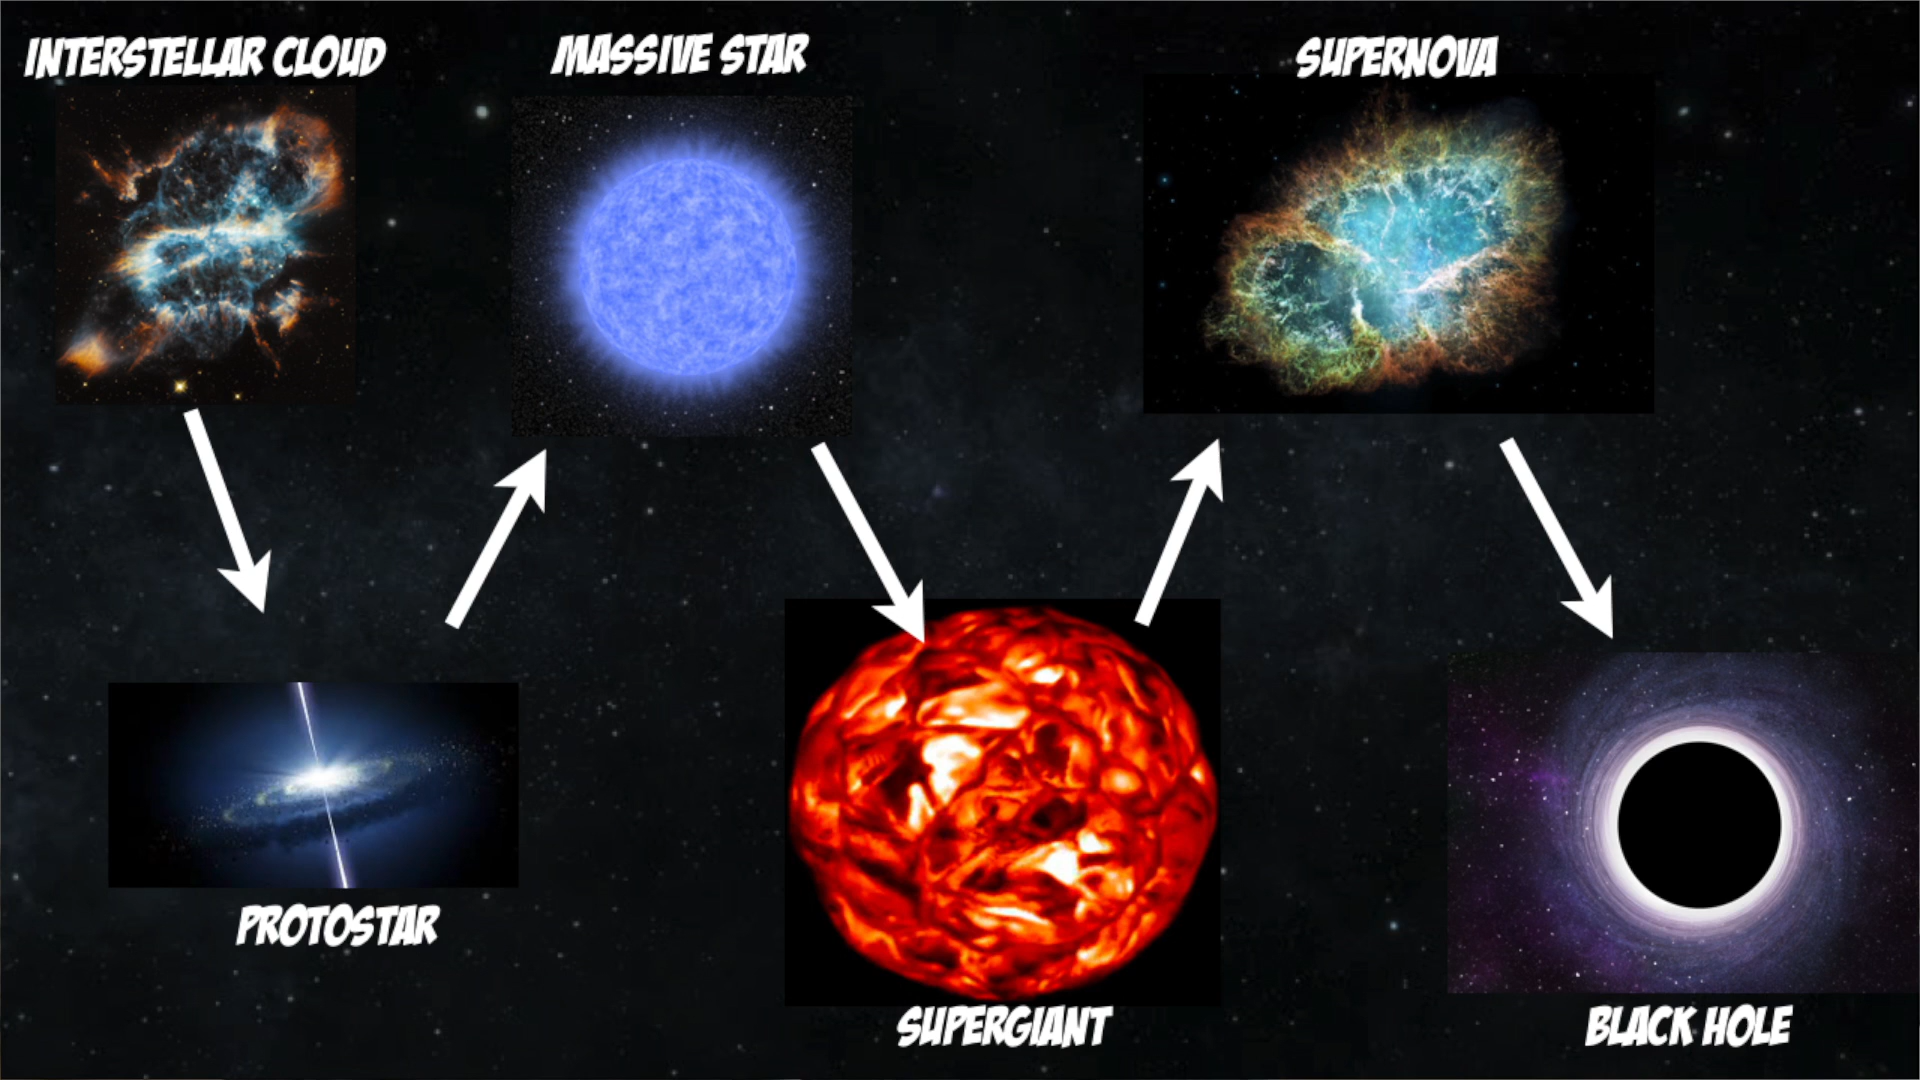 INTERSTELLAR CLOUD
MASSIVE STAR
SUPERNOVA
PROTOSTAR
SUPERGIANT
BLACK HOLE